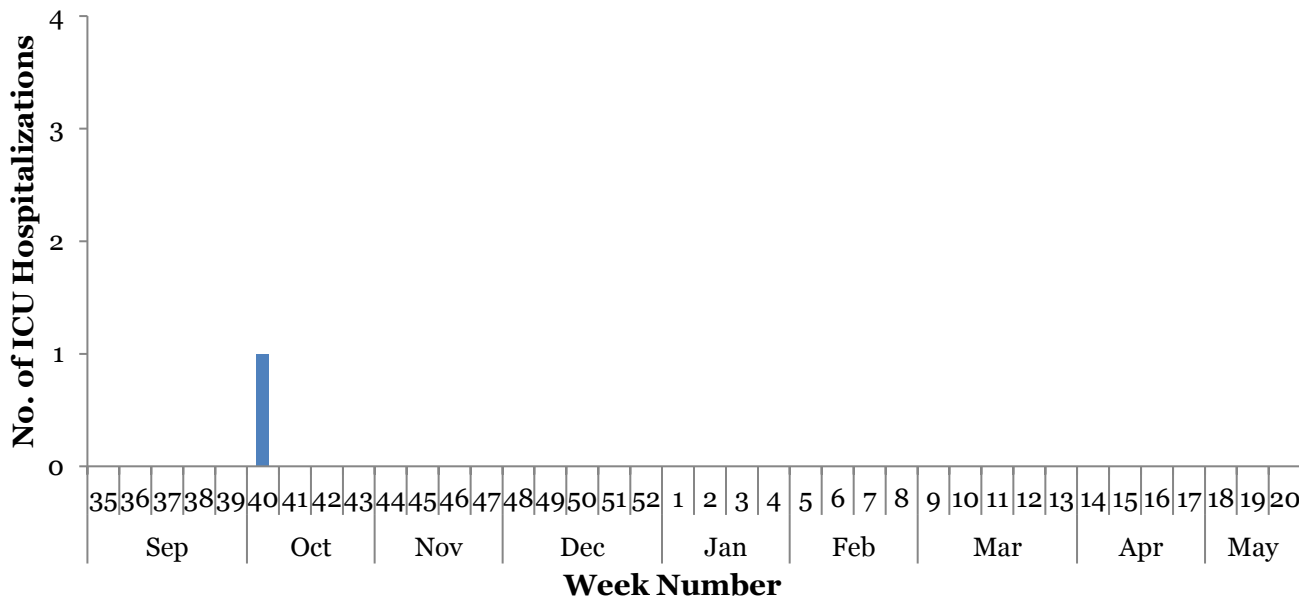 No. of ICU Hospitalizations
4
3
2
1
0
35 36 37 38 39 40 41 42 43 44 45 46 47 48 49 50 51 52 1 2 3 4 5 6 7 8 9 10 11 12 13 14 15 16 17 18 19 20
Sep Oct Nov Dec Jan Feb Mar Apr May
Week Number